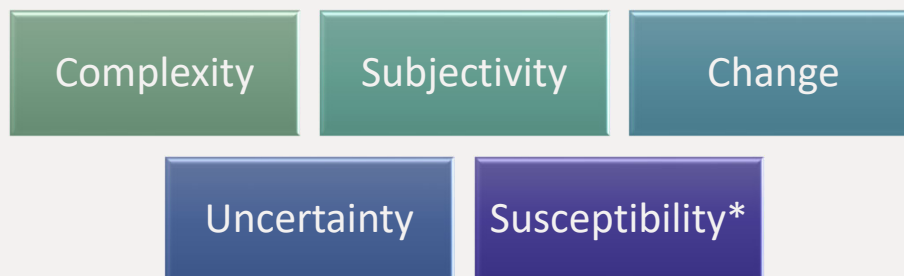 Complexity
Subjectivity
Change
Uncertainty
Susceptibility*